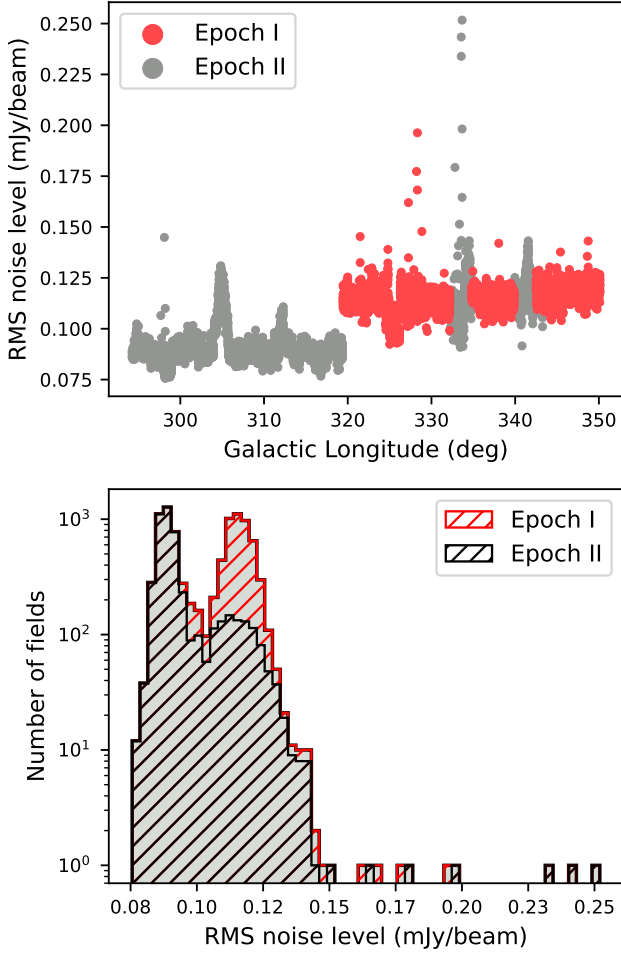 0.250
0.225
0.200
0.175
0.150
0.125
0.100
0.075
RMS noise level (mJy/beam)
Epoch I
Epoch II
300 310 320 330 340 350
Galactic Longitude (deg)
10³
10²
10¹
10⁰
Number of fields
Epoch I
Epoch II
0.08 0.10 0.12 0.15 0.17 0.20 0.23 0.25
RMS noise level (mJy/beam)